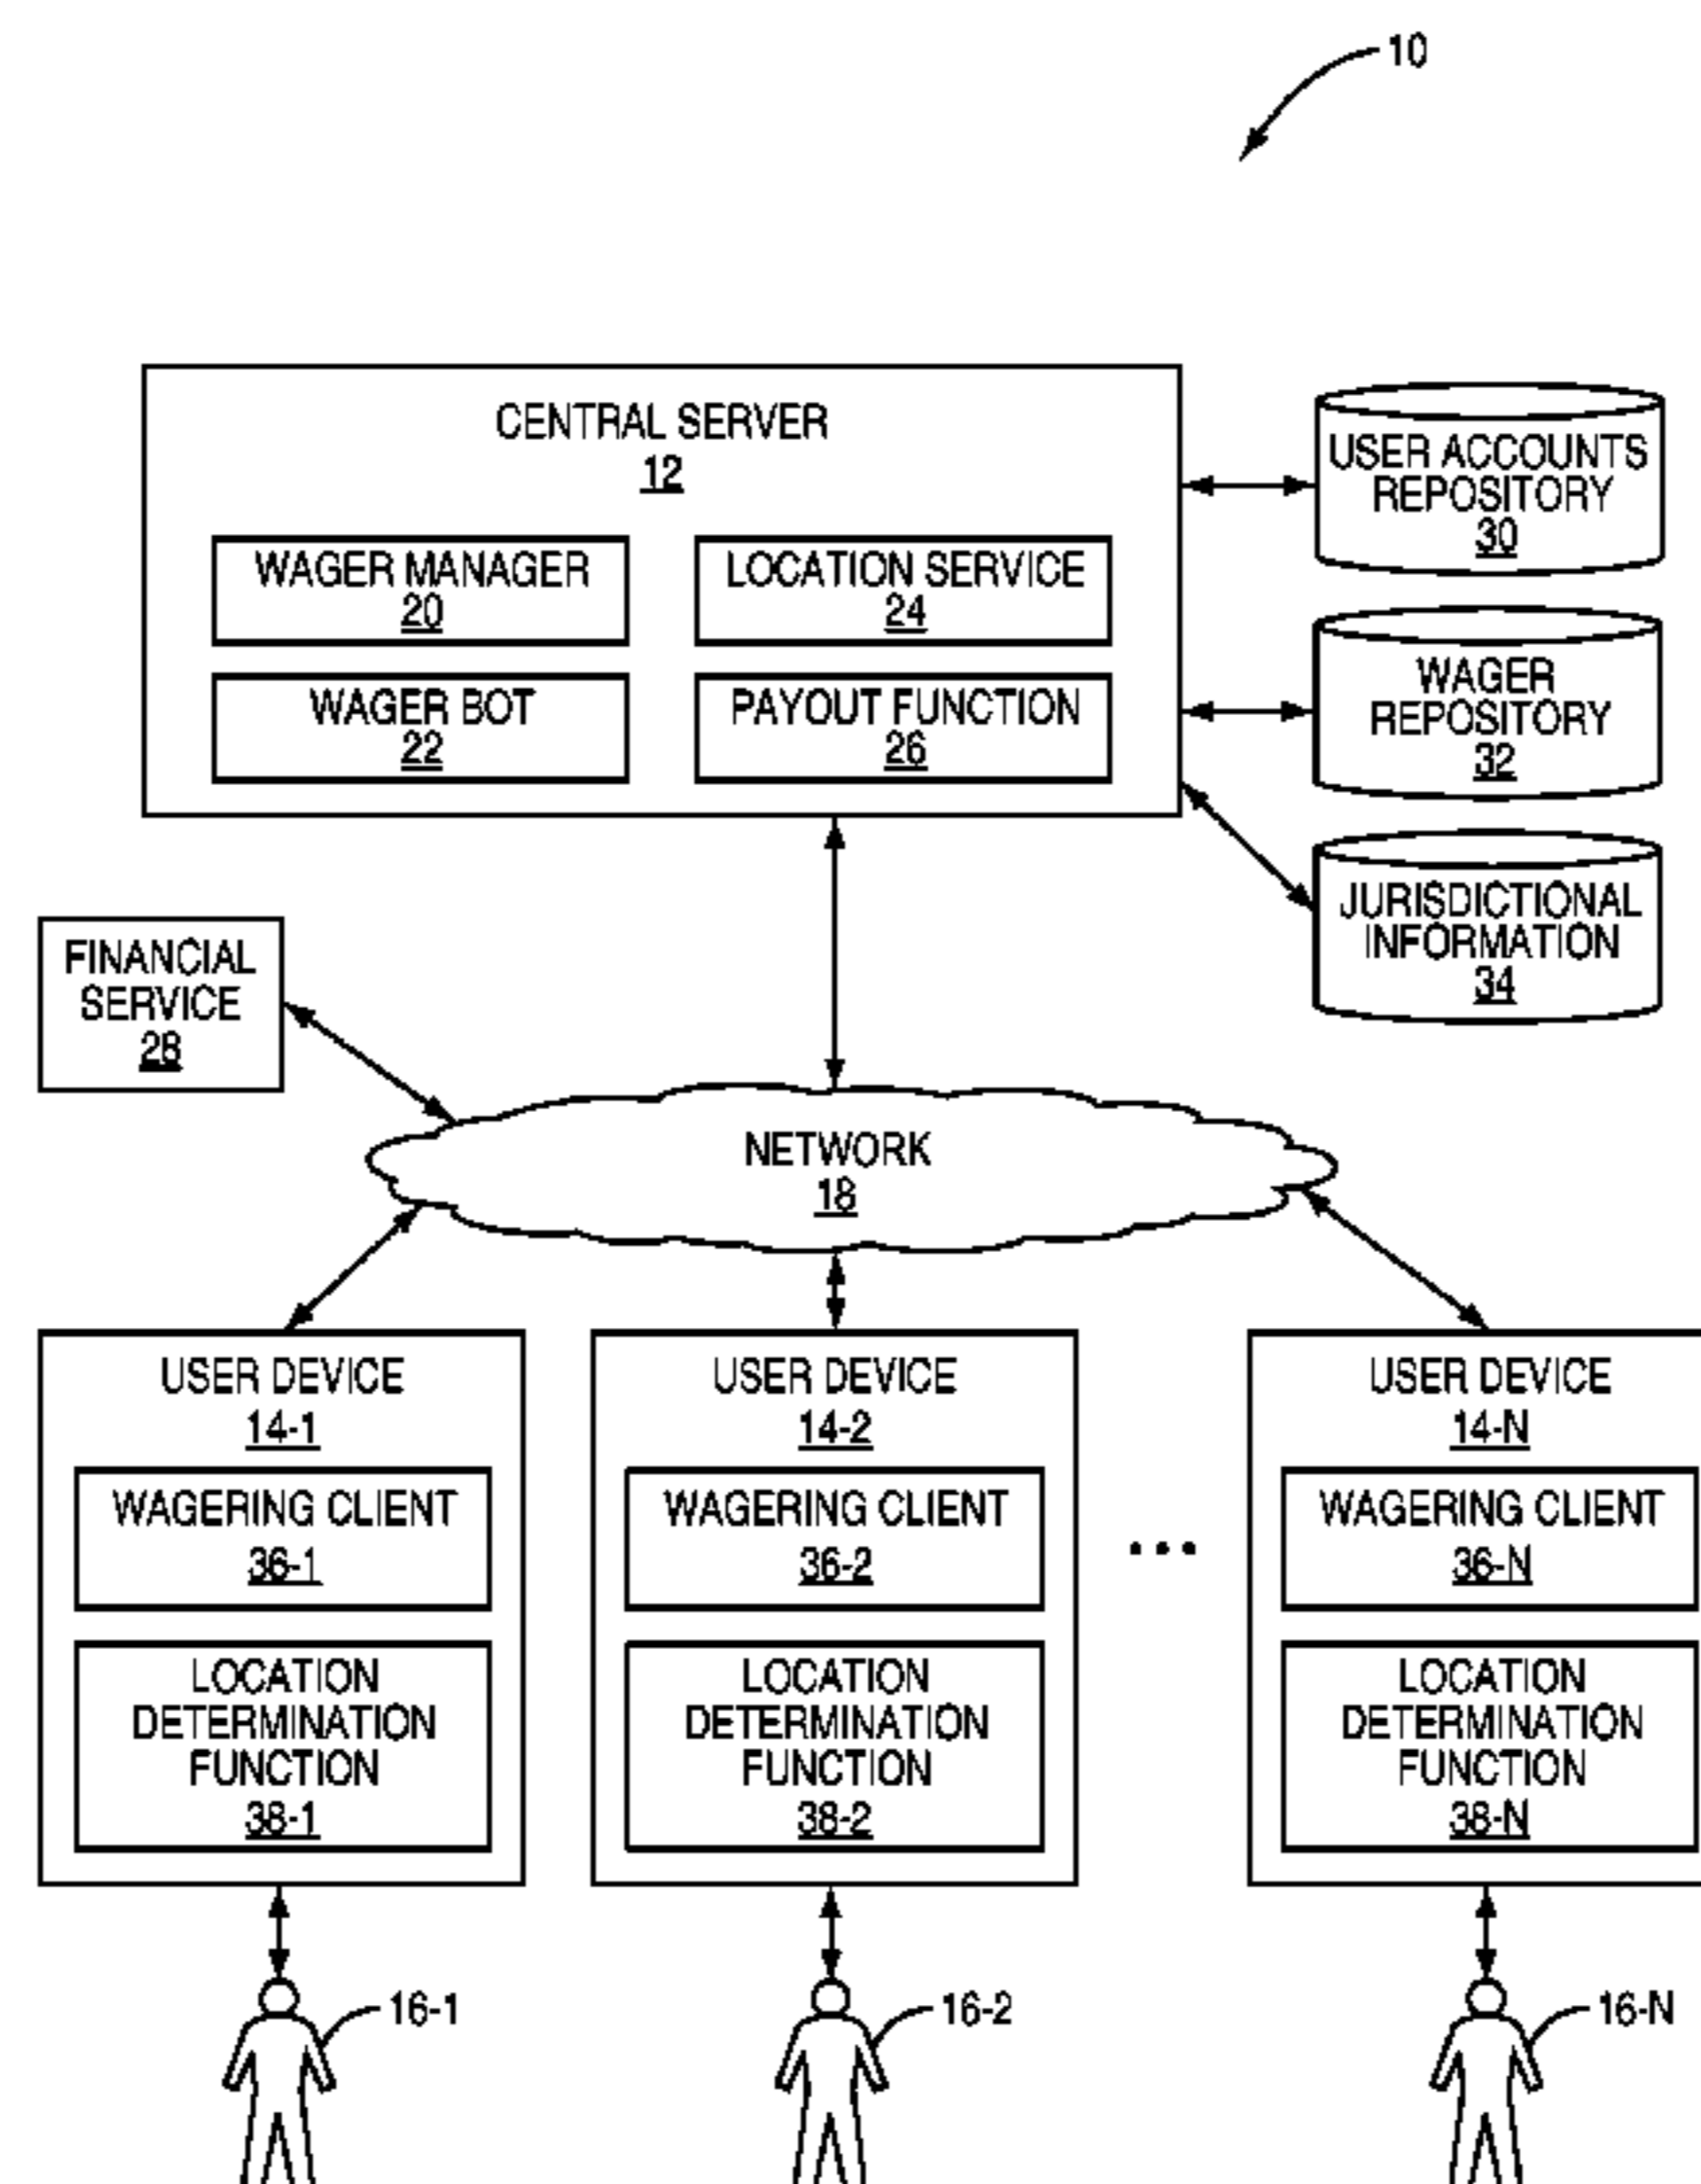 10
CENTRAL SERVER
12
WAGER MANAGER
20
LOCATION SERVICE
24
WAGER BOT
22
PAYOUT FUNCTION
26
USER ACCOUNTS
REPOSITORY
30
WAGER
REPOSITORY
32
JURISDICTIONAL
INFORMATION
34
FINANCIAL
SERVICE
28
NETWORK
18
USER DEVICE
14-1
WAGERING CLIENT
36-1
LOCATION
DETERMINATION
FUNCTION
38-1
USER DEVICE
14-2
WAGERING CLIENT
36-2
LOCATION
DETERMINATION
FUNCTION
38-2
...
USER DEVICE
14-N
WAGERING CLIENT
36-N
LOCATION
DETERMINATION
FUNCTION
38-N
16-1
16-2
16-N